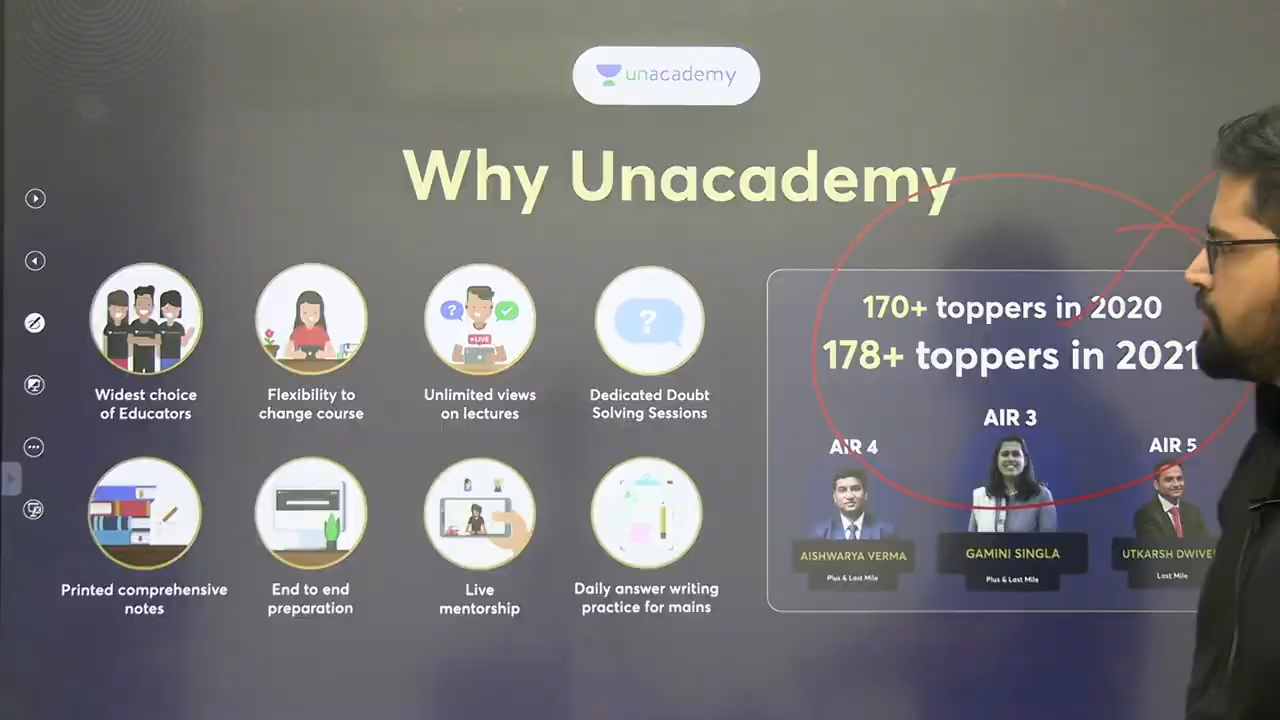 unacademy
Why Unacademy
Widest choice
of Educators
Flexibility to
change course
? LIVE
Unlimited views
on lectures
?
Dedicated Doubt
Solving Sessions
Printed comprehensive
notes
End to end
preparation
Live
mentorship
Daily answer writing
practice for mains
170+ toppers in 2020
178+ toppers in 2021
AIR 4
AISHWARYA VERMA
Plus & Last Mile
AIR 3
GAMINI SINGLA
Plus & Last Mile
AIR 5
UTKARSH
Last Mile